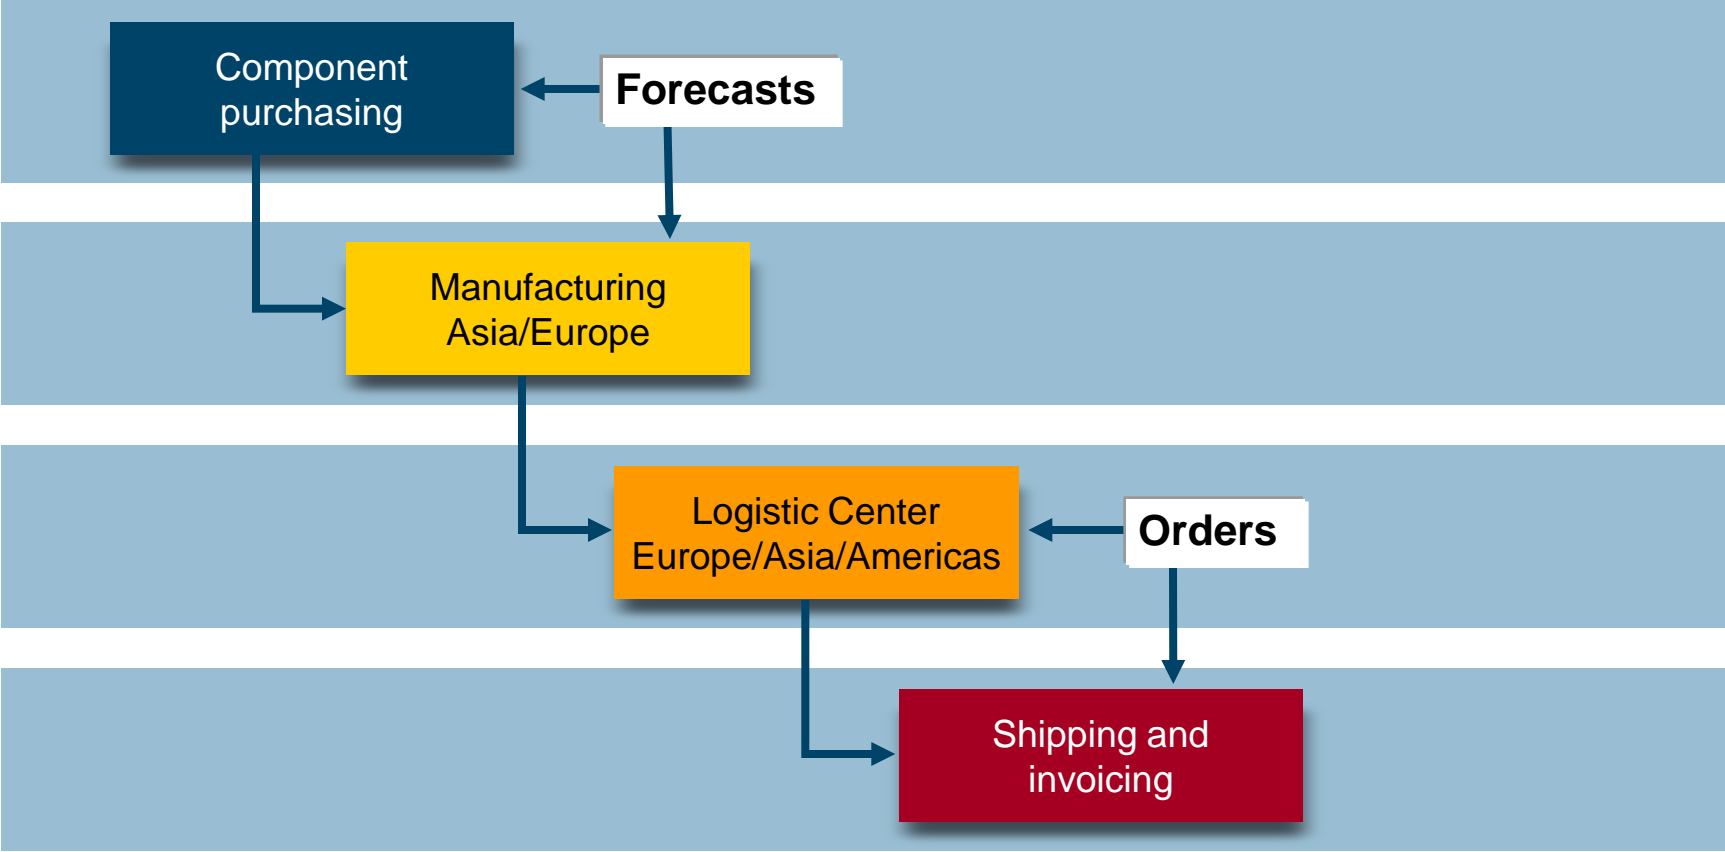 Component
purchasing
Forecasts
Manufacturing
Asia/Europe
Logistic Center
Europe/Asia/Americas
Orders
Shipping and
invoicing